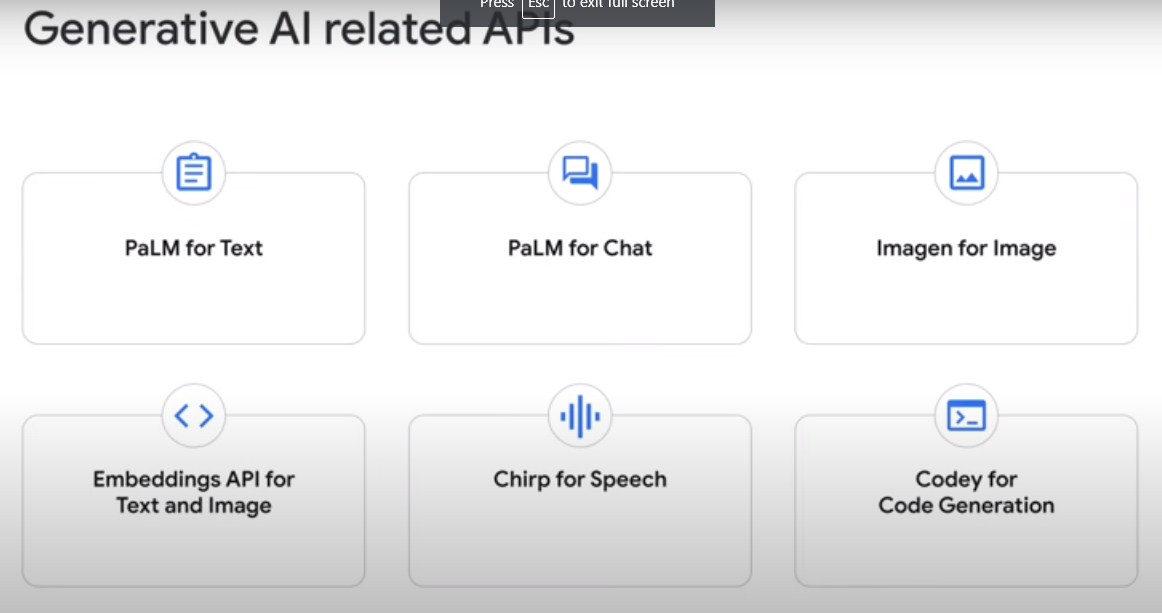 Press Esc to exit full screen
Generative AI related APIs
PaLM for Text
PaLM for Chat
Imagen for Image
Embeddings API for
Text and Image
Chirp for Speech
Codey for
Code Generation